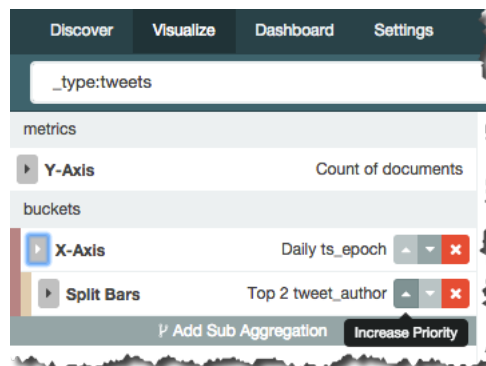 Discover Visualize Dashboard Settings
_type:tweets
metrics
Y-Axis Count of documents
buckets
X-Axis Daily ts_epoch
Split Bars Top 2 tweet_author
Add Sub Aggregation Increase Priority